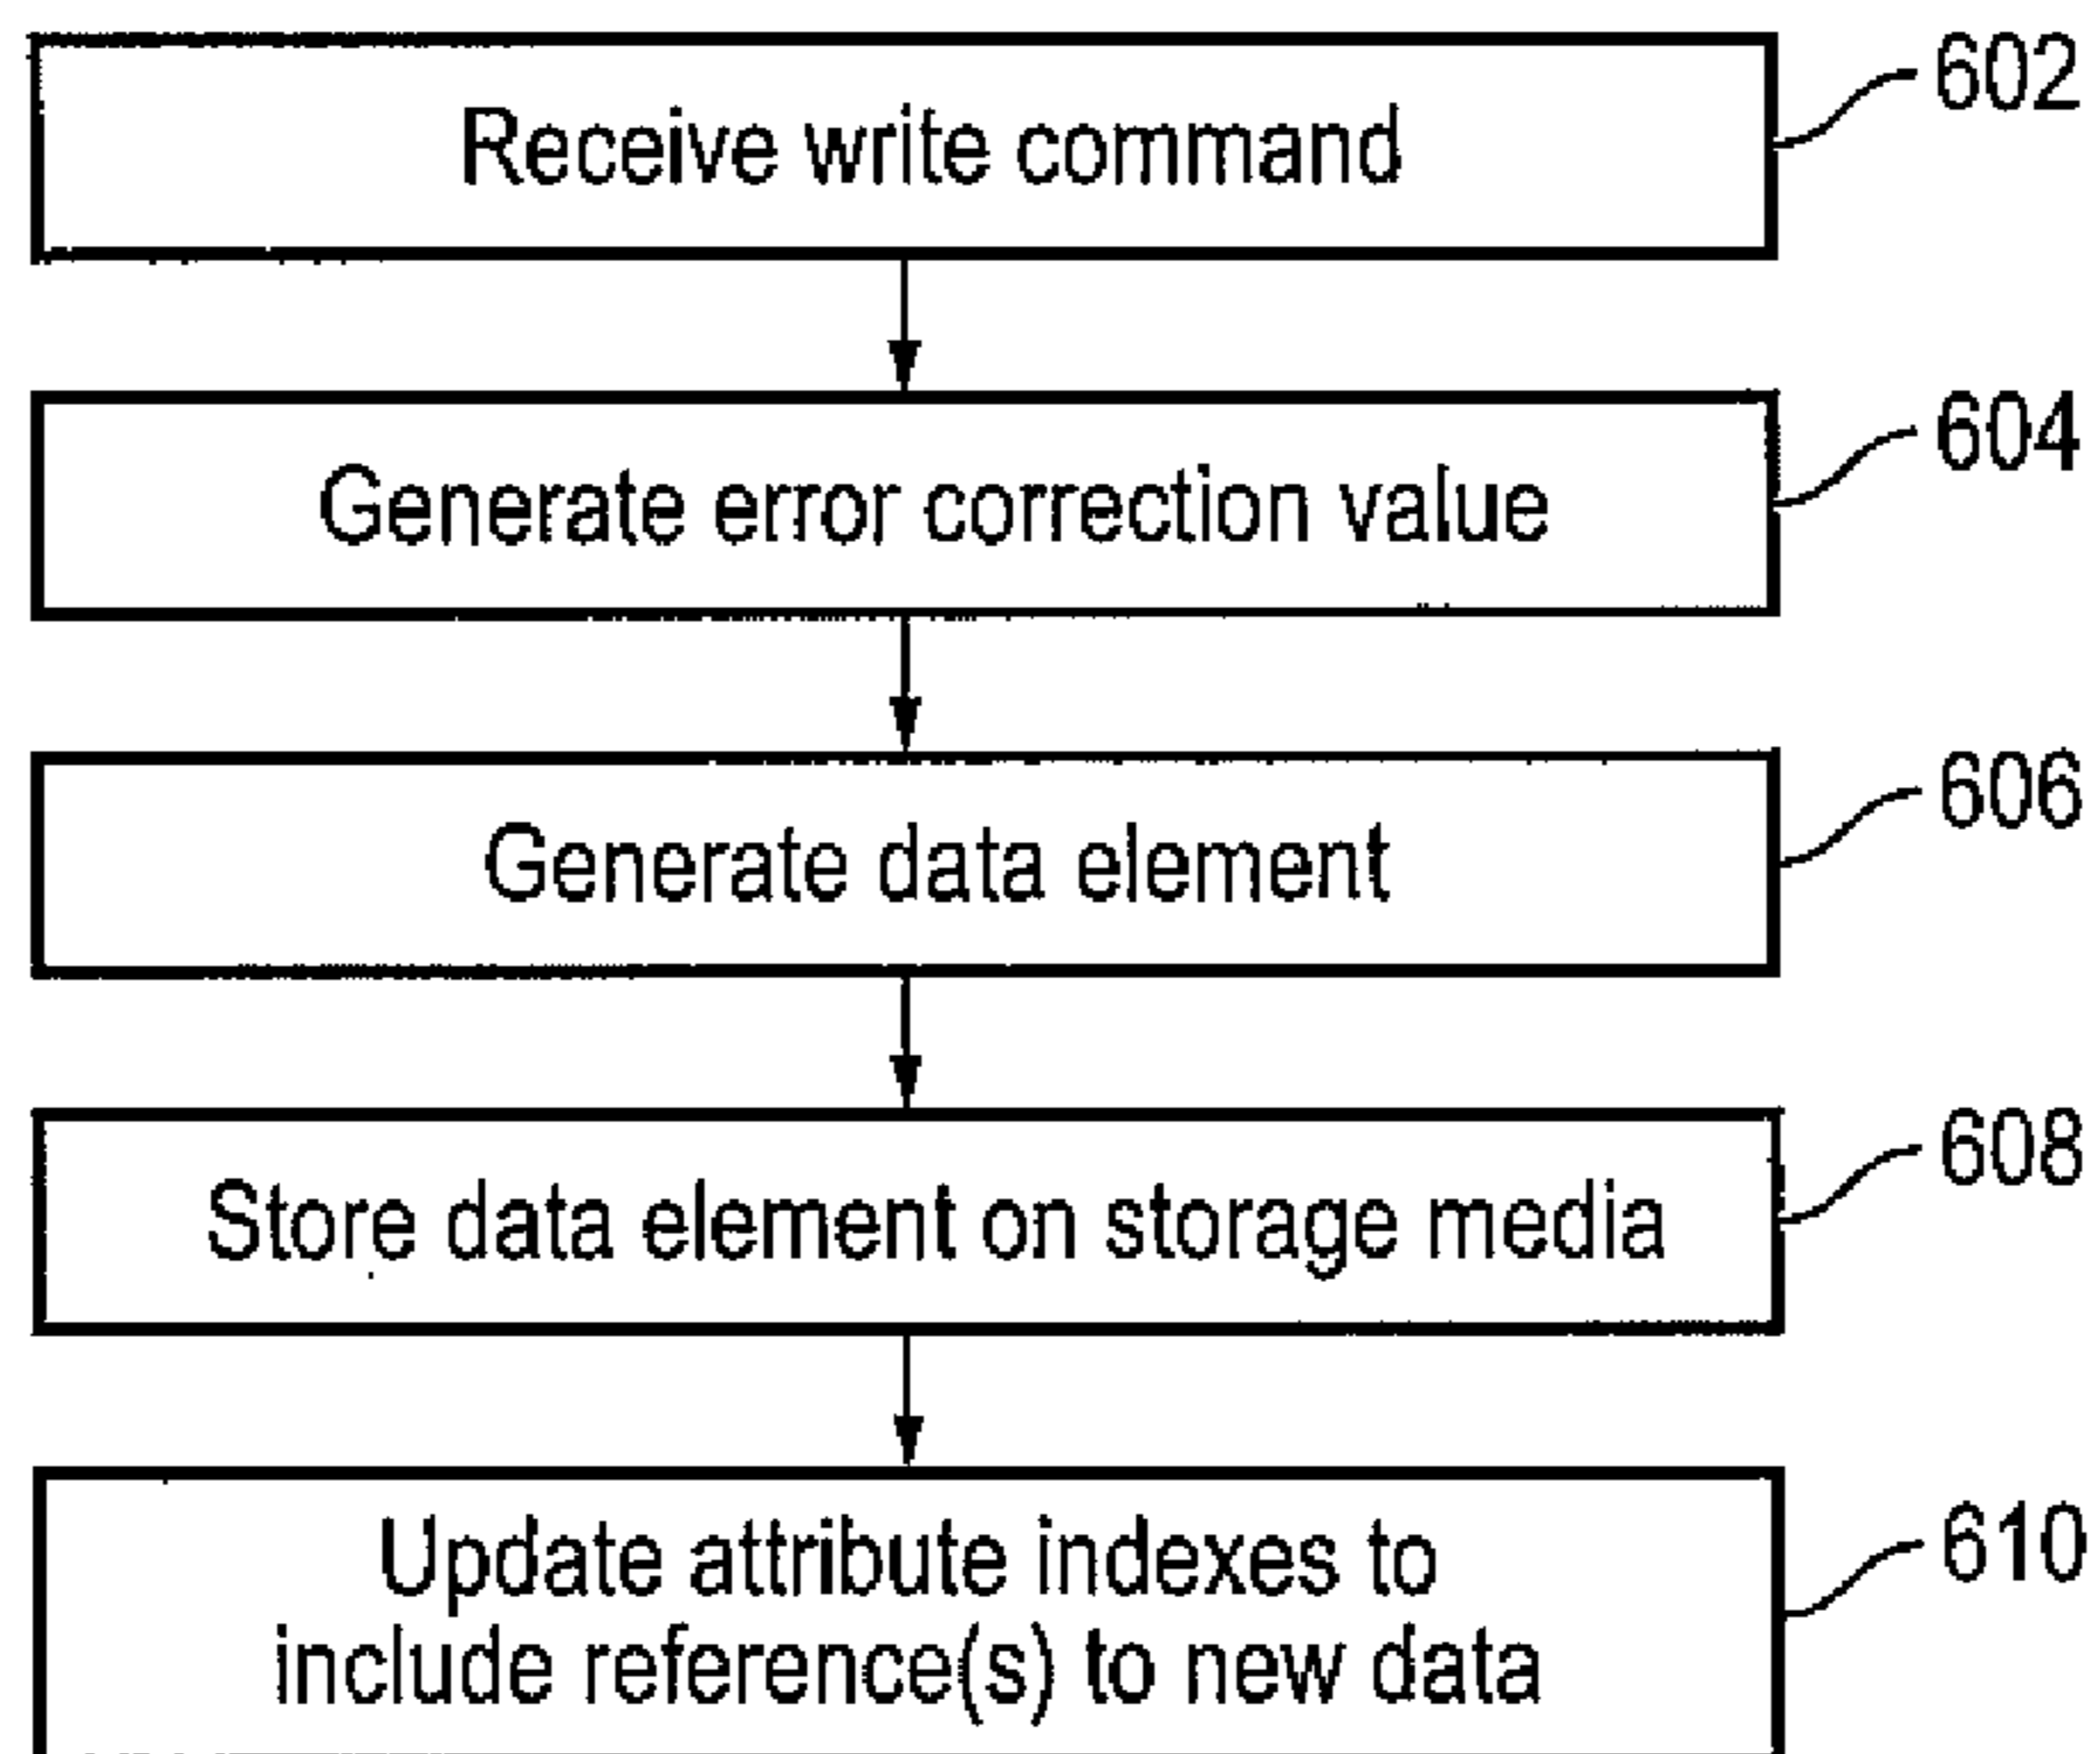 Receive write command
602
Generate error correction value
604
Generate data element
606
Store data element on storage media
608
Update attribute indexes to
include reference(s) to new data
610